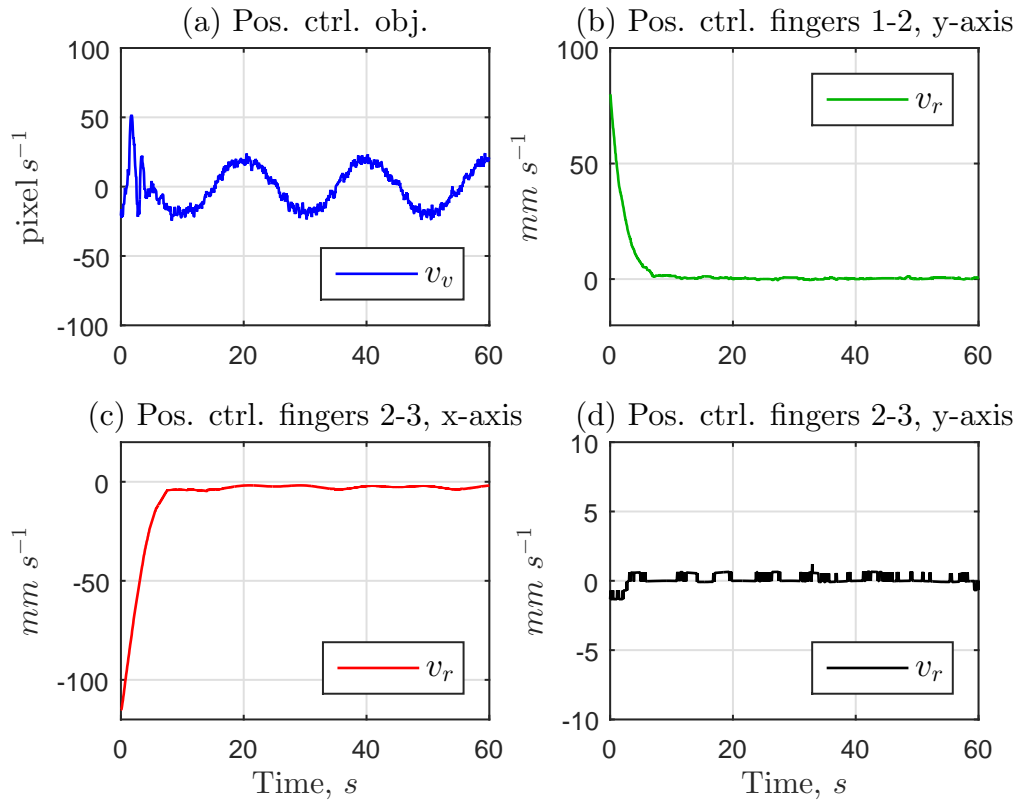 (a) Pos. ctrl. obj.
100
50
0
-50
-100
pixel s⁻¹
v_v
0 20 40 60
(b) Pos. ctrl. fingers 1-2, y-axis
100
50
0
mm s⁻¹
v_r
0 20 40 60
(c) Pos. ctrl. fingers 2-3, x-axis
0
-50
-100
mm s⁻¹
v_r
0 20 40 60
Time, s
(d) Pos. ctrl. fingers 2-3, y-axis
10
5
0
-5
-10
mm s⁻¹
v_r
0 20 40 60
Time, s